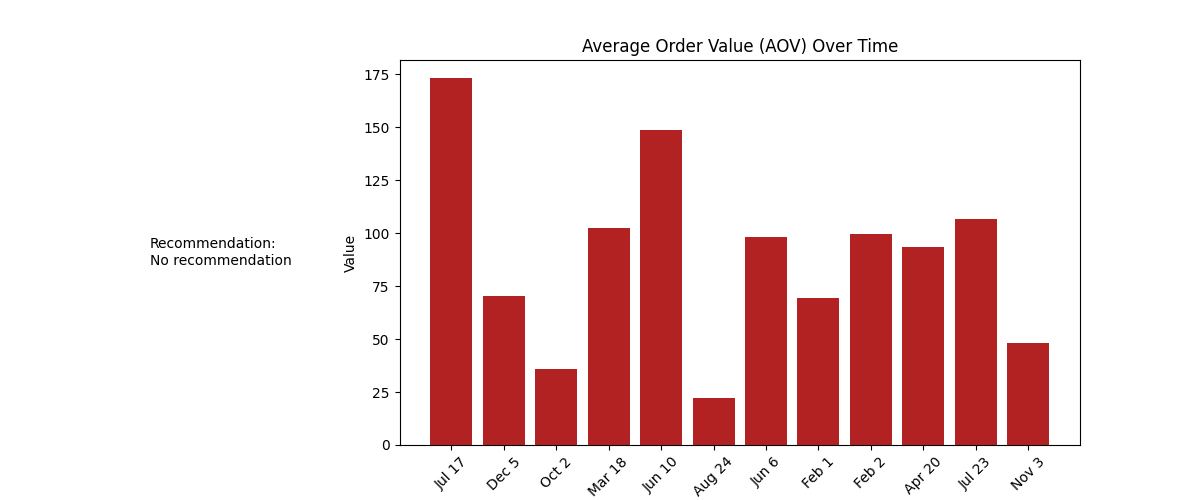 Average Order Value (AOV) Over Time
Recommendation:
No recommendation
Value
175
150
125
100
75
50
25
0
Jul 17
Dec 5
Oct 2
Mar 18
Jun 10
Aug 24
Jun 6
Feb 1
Feb 2
Apr 20
Jul 23
Nov 3